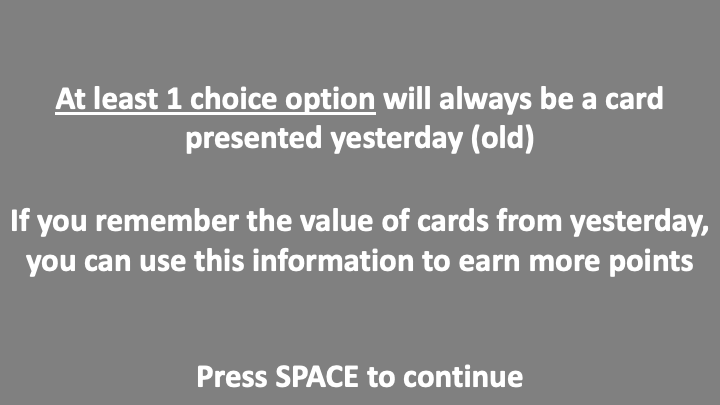 At least 1 choice option will always be a card
presented yesterday (old)
If you remember the value of cards from yesterday,
you can use this information to earn more points
Press SPACE to continue